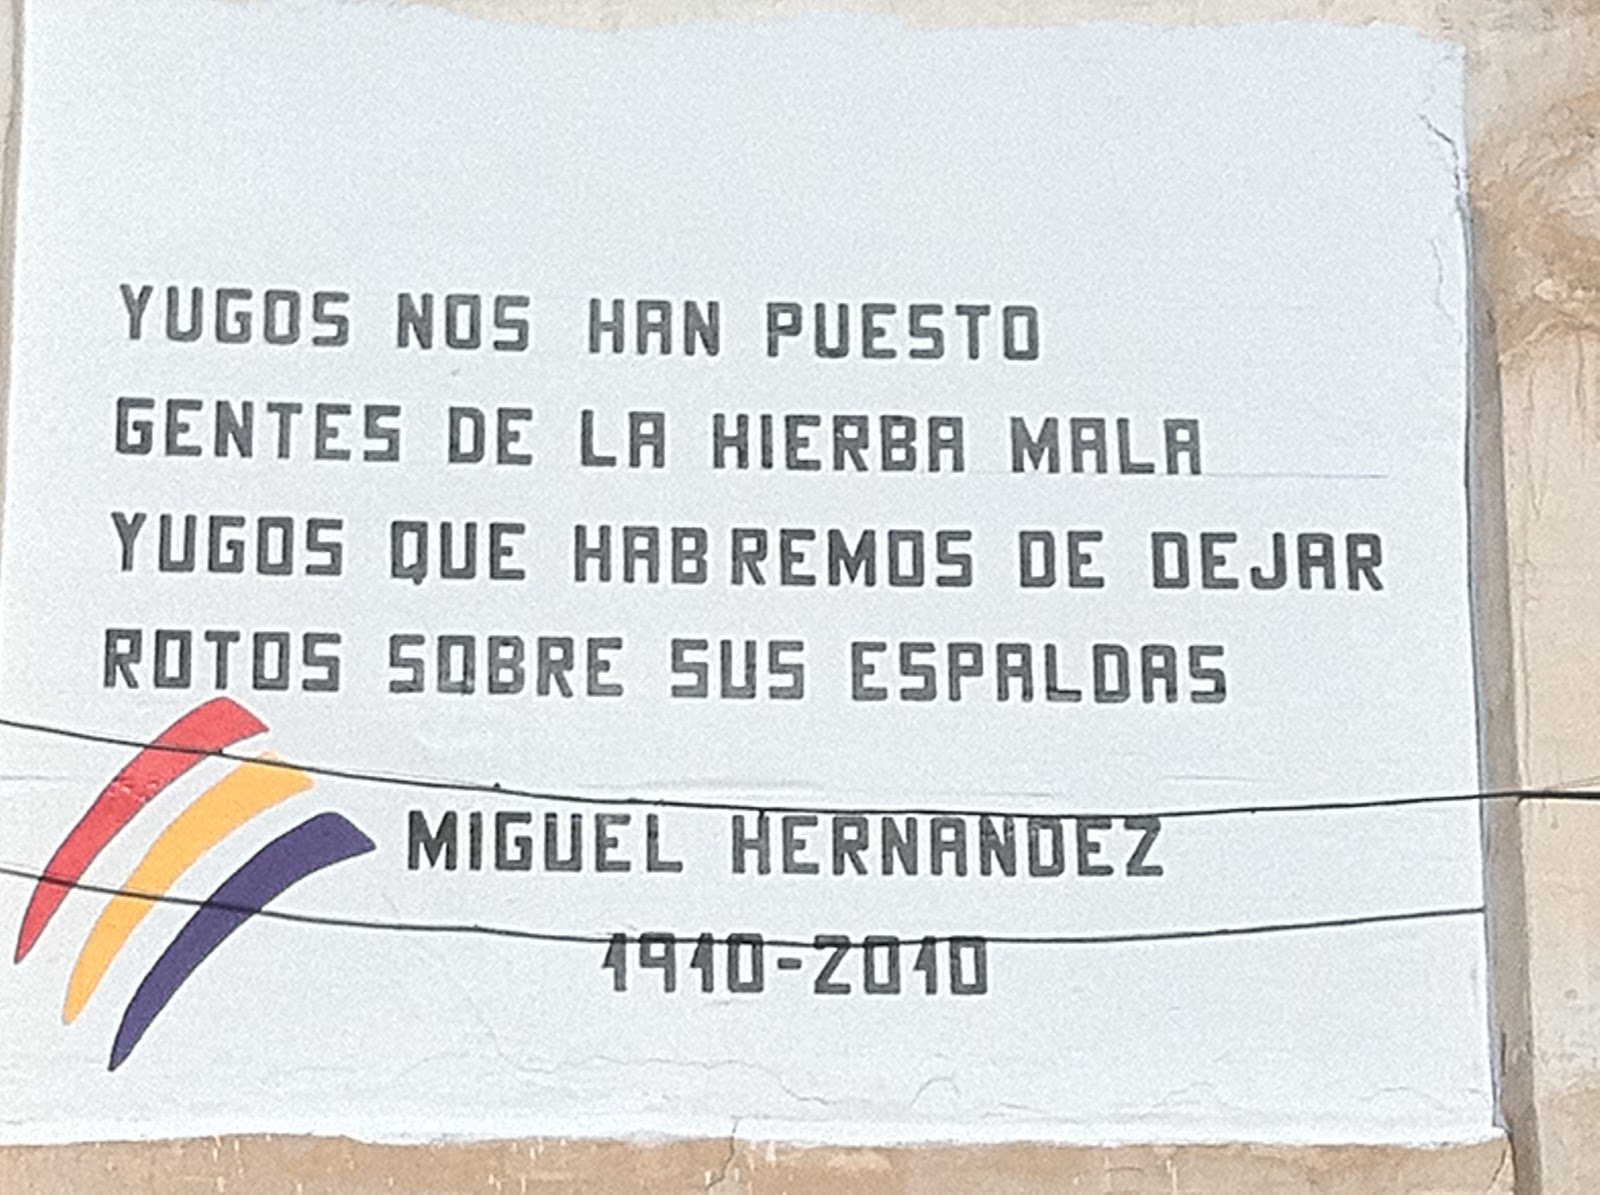 YUGOS NOS HAN PUESTO
GENTES DE LA HIERBA MALA
YUGOS QUE HABREMOS DE DEJAR
ROTOS SOBRE SUS ESPALDAS
MIGUEL HERNANDEZ
1910-2010